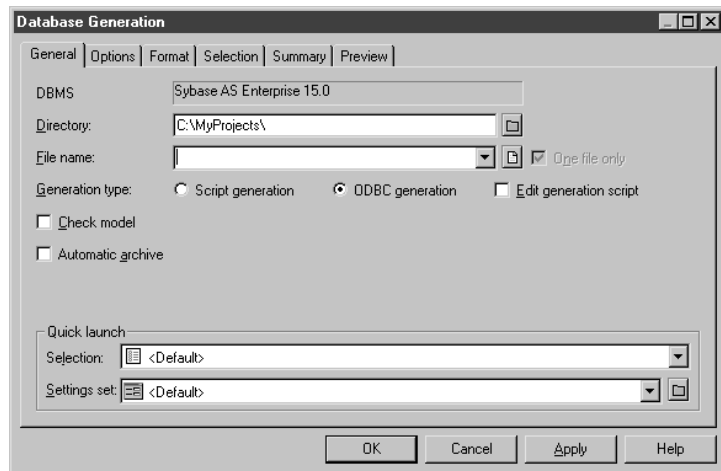 Database Generation
General Options Format Selection Summary Preview
DBMS Sybase AS Enterprise 15.0
Directory: C:\MyProjects\
File name: One file only
Generation type: Script generation ODBC generation Edit generation script
Check model
Automatic archive
Quick launch
Selection: <Default>
Settings set: <Default>
OK Cancel Apply Help